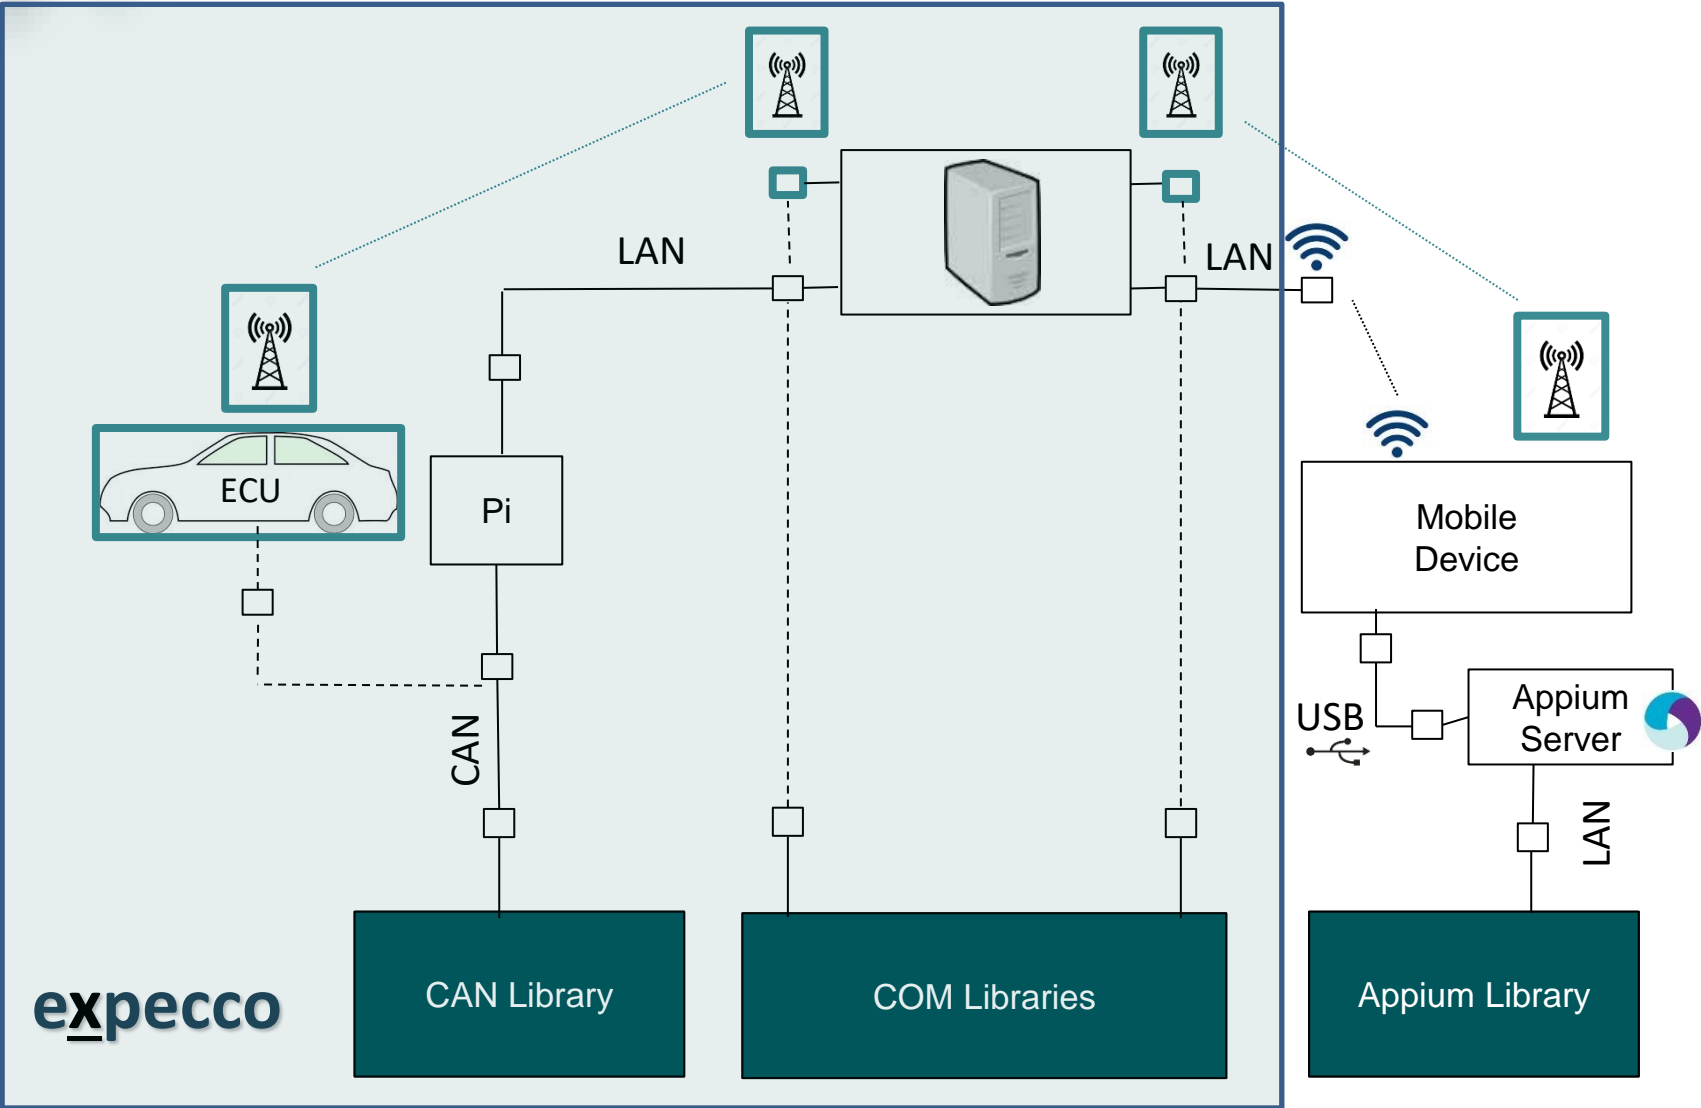 LAN
LAN
ECU
Pi
Mobile
Device
CAN
USB
Appium
Server
LAN
expecco
CAN Library
COM Libraries
Appium Library